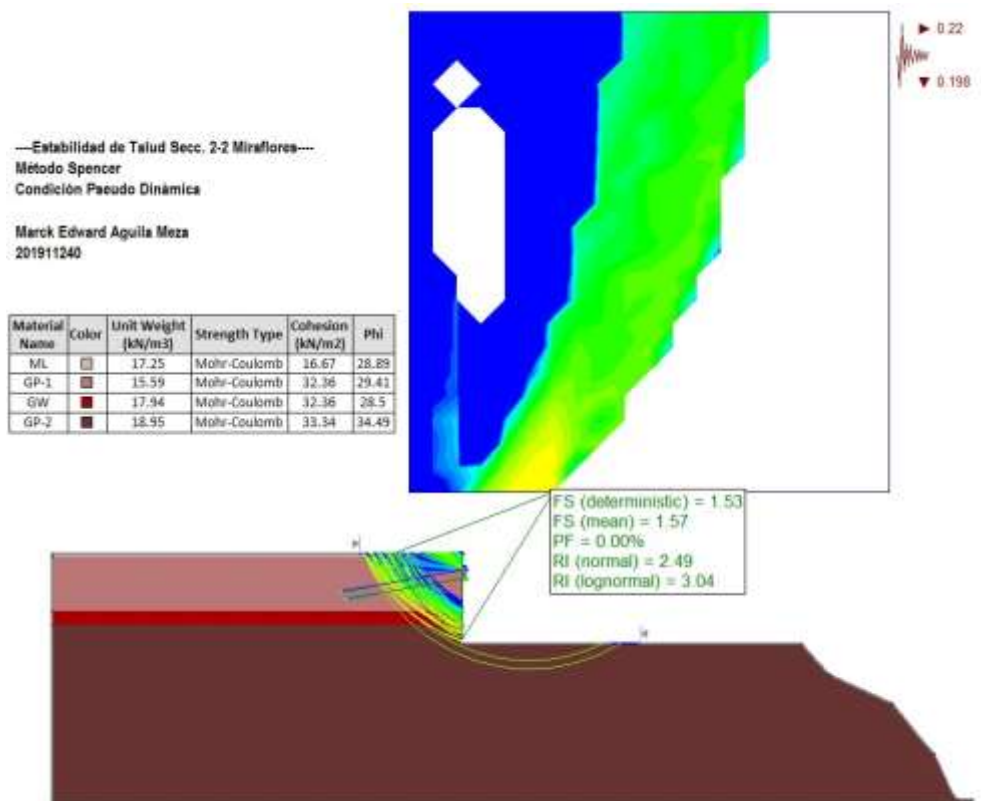 ----Estabilidad de Talud Secc. 2-2 Miraflores----
Método Spencer
Condición Pseudo Dinámica
Marck Edward Aguila Meza
201911240
0.22
0.198
Material Name Color Unit Weight (kN/m3) Strength Type Cohesion (kN/m2) Phi
ML 17.25 Mohr-Coulomb 16.67 28.89
GP-1 15.59 Mohr-Coulomb 32.36 29.41
GW 17.94 Mohr-Coulomb 32.36 28.5
GP-2 18.95 Mohr-Coulomb 33.34 34.49
FS (deterministic) = 1.53
FS (mean) = 1.57
PF = 0.00%
RI (normal) = 2.49
RI (lognormal) = 3.04